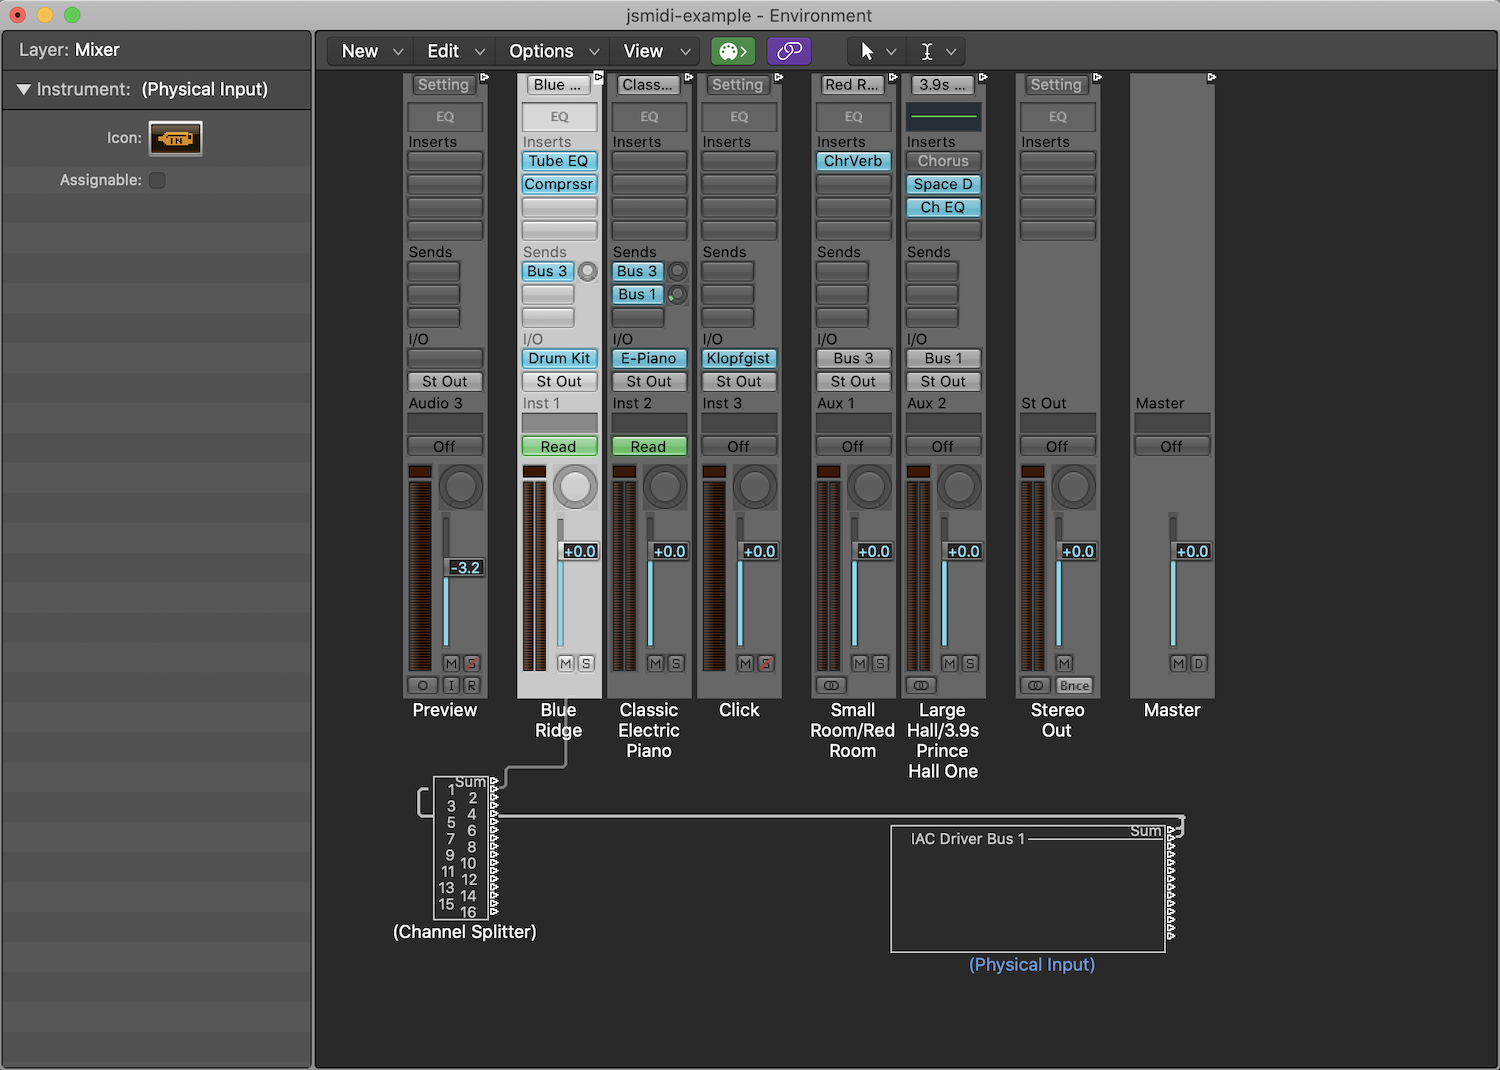 jsmidi-example - Environment
Layer: Mixer
New Edit Options View
Instrument: (Physical Input)
Icon: IN
Assignable:
Setting Blue ... Class... Setting Red R... 3.9s ... Setting
EQ EQ EQ EQ EQ EQ
Inserts Inserts Inserts Inserts Inserts Inserts Inserts
Tube EQ ChrVerb Chorus
Comprssr Space D
Ch EQ
Sends Sends Sends Sends Sends Sends
Bus 3 Bus 3
Bus 1
I/O I/O I/O I/O I/O I/O
Drum Kit E-Piano Klopfgist Bus 3 Bus 1
St Out St Out St Out St Out St Out St Out
Audio 3 Inst 1 Inst 2 Inst 3 Aux 1 Aux 2 St Out Master
Off Read Read Off Off Off Off Off
+0.0 +0.0 +0.0 +0.0 +0.0 +0.0 +0.0
-3.2
M S M S M S M S M S M S M M D
I R Bnce
Preview Blue Classic Click Small Large Stereo Master
Ridge Electric Room/Red Hall/3.9s Out
Piano Room Prince
Hall One
Sum
1
2
3
4
5
6
7
8
9
10
11
12
13
14
15
16
(Channel Splitter)
Sum
IAC Driver Bus 1
(Physical Input)